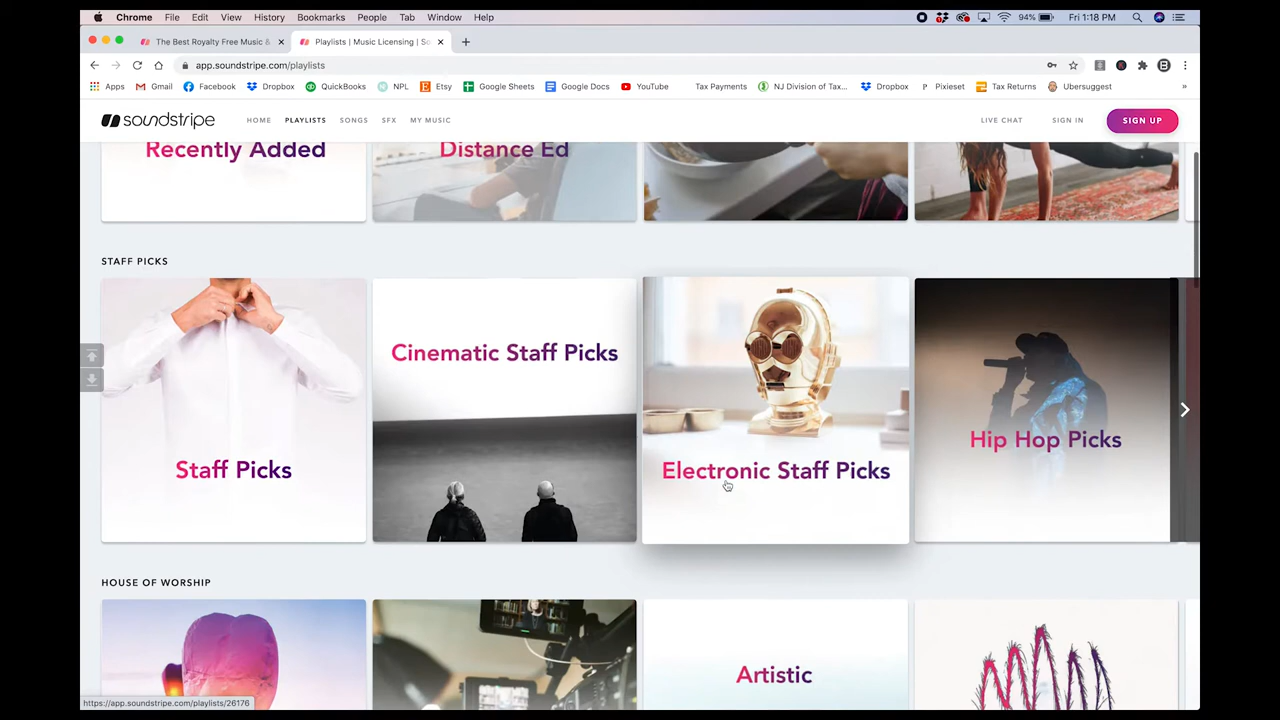 Chrome File Edit View History Bookmarks People Tab Window Help 94% Fri 1:18 PM
The Best Royalty Free Music & Playlists | Music Licensing | So
app.soundstripe.com/playlists
Apps Gmail Facebook Dropbox QuickBooks NPL Etsy Google Sheets Google Docs YouTube Tax Payments NJ Division of Tax... Dropbox Pixieset Tax Returns Ubersuggest »
soundstripe HOME PLAYLISTS SONGS SFX MY MUSIC LIVE CHAT SIGN IN SIGN UP
Recently Added Distance Ed
STAFF PICKS
Cinematic Staff Picks
Hip Hop Picks
Staff Picks Electronic Staff Picks
HOUSE OF WORSHIP
Artistic
https://app.soundstripe.com/playlists/26176